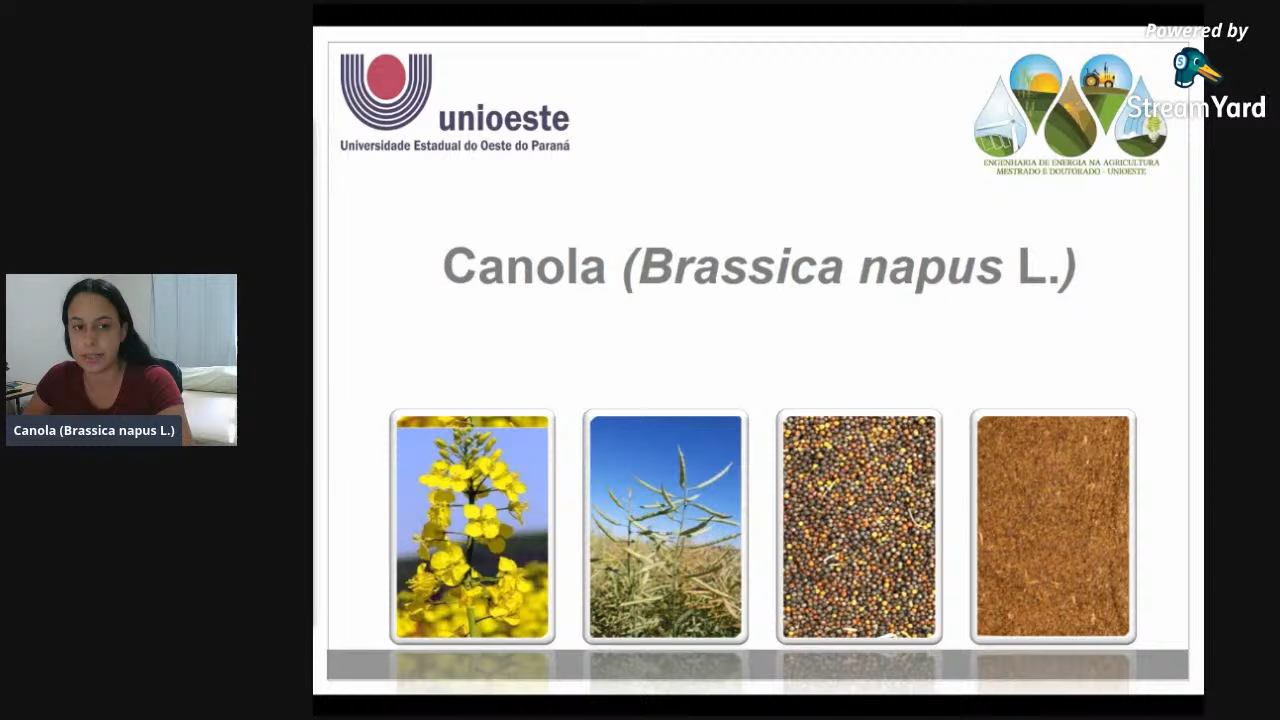 Powered by
StreamYard
unioeste
Universidade Estadual do Oeste do Paraná
ENGENHARIA DE ENERGIA NA AGRICULTURA
MESTRADO E DOUTORADO - UNIOESTE
Canola (Brassica napus L.)
Canola (Brassica napus L.)